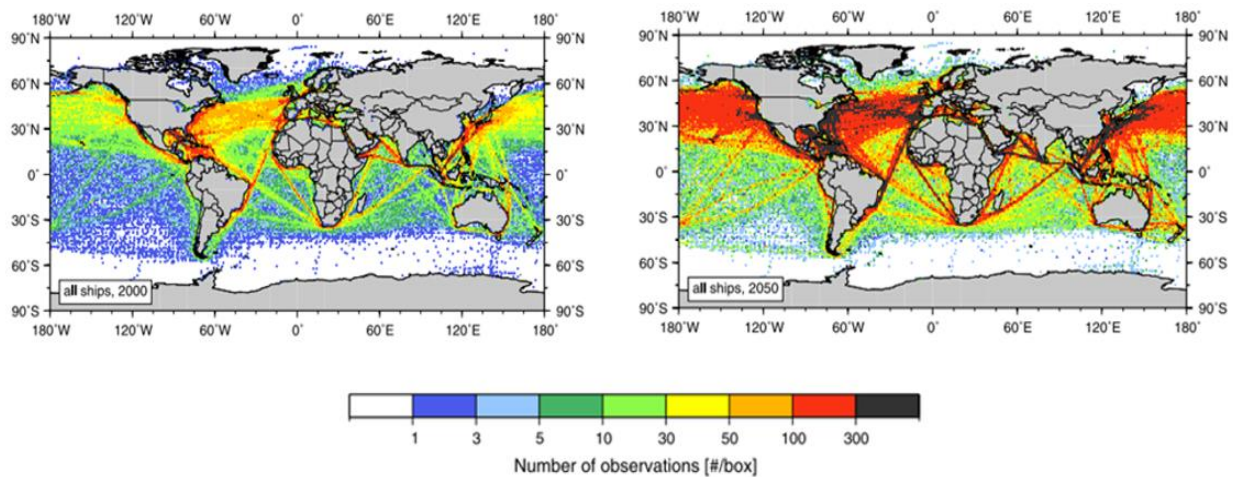 180˚W 120˚W 60˚W 0˚ 60˚E 120˚E 180˚
90˚N 90˚N
60˚N 60˚N
30˚N 30˚N
0˚ 0˚
30˚S 30˚S
60˚S 60˚S
all ships, 2000
90˚S 90˚S
180˚W 120˚W 60˚W 0˚ 60˚E 120˚E 180˚
180˚W 120˚W 60˚W 0˚ 60˚E 120˚E 180˚
90˚N 90˚N
60˚N 60˚N
30˚N 30˚N
0˚ 0˚
30˚S 30˚S
60˚S 60˚S
all ships, 2050
90˚S 90˚S
180˚W 120˚W 60˚W 0˚ 60˚E 120˚E 180˚
1 3 5 10 30 50 100 300
Number of observations [#/box]